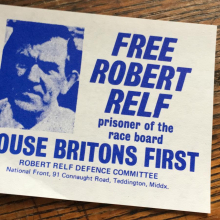 FREE
ROBERT
RELF
prisoner of the
race board
OUSE BRITONS FIRST
ROBERT RELF DEFENCE COMMITTEE
National Front, 91 Connaught Road, Teddington, Middx.